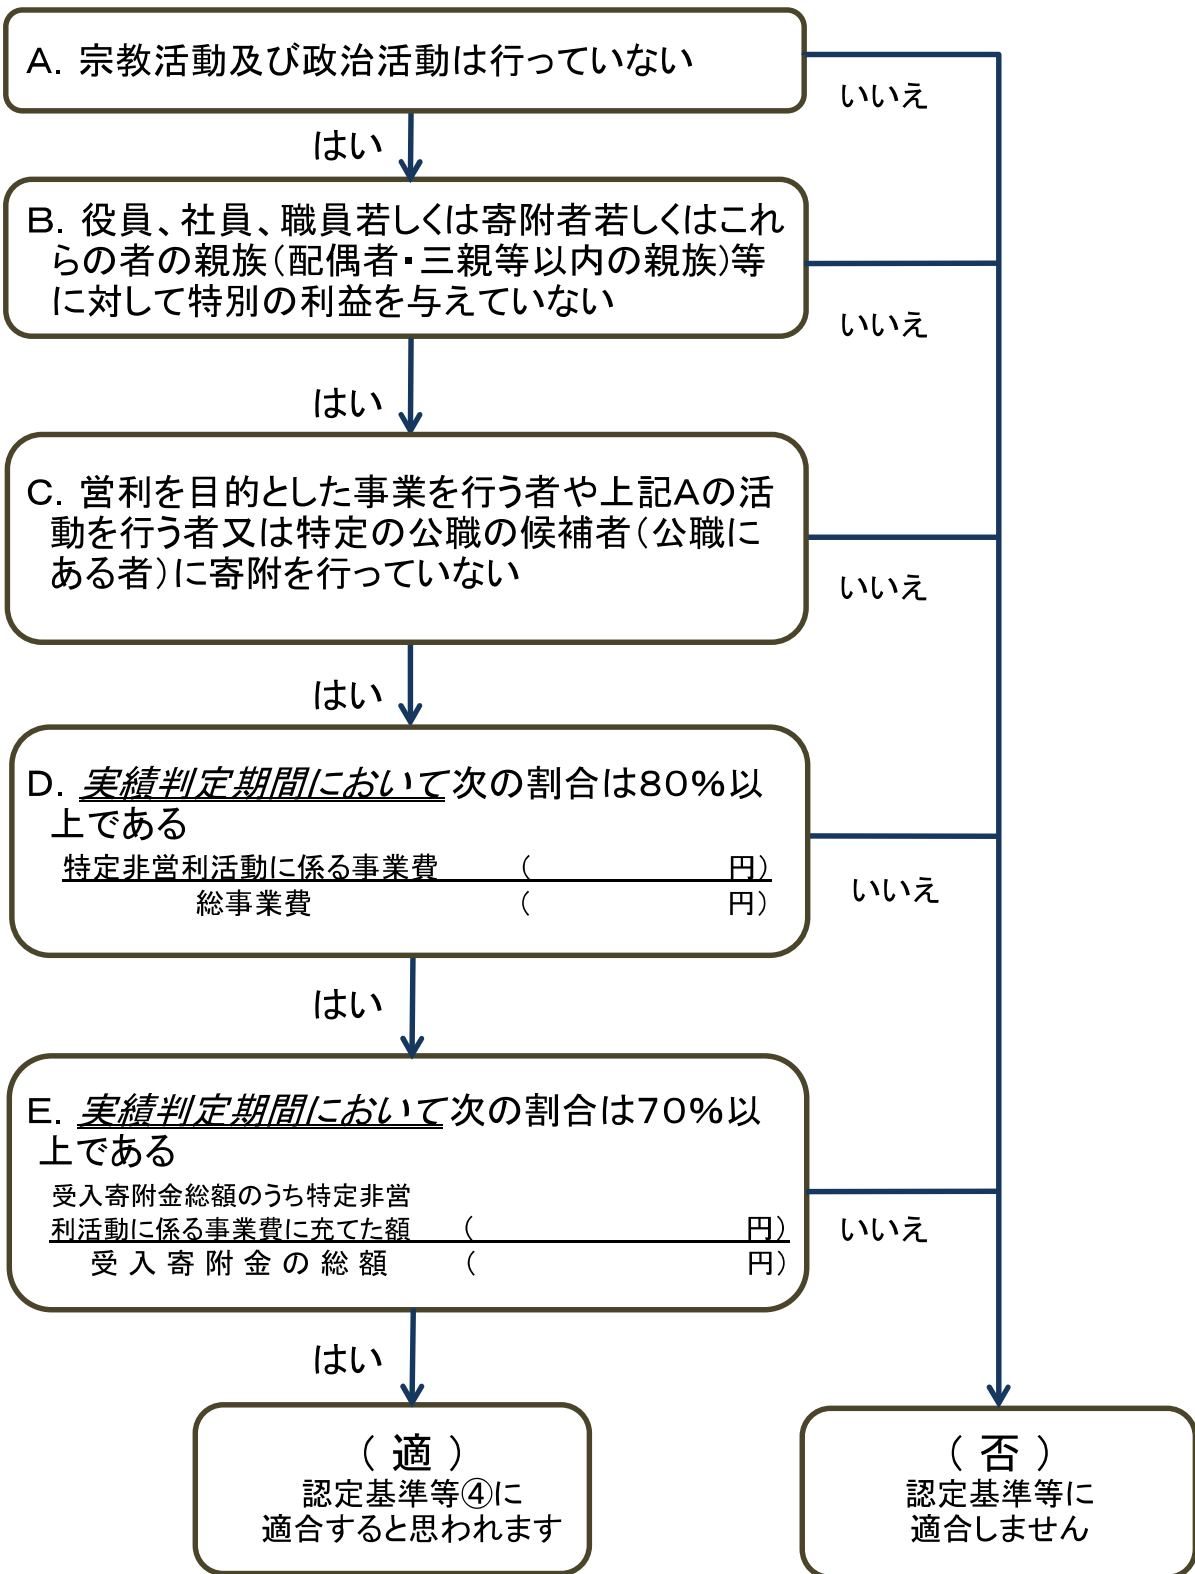 A．宗教活動及び政治活動は行っていない
いいえ
はい
B．役員、社員、職員若しくは寄附者若しくはこれ
らの者の親族（配偶者・三親等以内の親族）等
に対して特別の利益を与えていない
いいえ
はい
C．営利を目的とした事業を行う者や上記Aの活
動を行う者又は特定の公職の候補者（公職に
ある者）に寄附を行っていない
いいえ
はい
D．実績判定期間において次の割合は80％以
上である
特定非営利活動に係る事業費　（　　　円）
総事業費　（　　　円）
いいえ
はい
E．実績判定期間において次の割合は70％以
上である
受入寄附金総額のうち特定非営
利活動に係る事業費に充てた額　（　　　円）
受入寄附金の総額　（　　　円）
いいえ
はい
（適）
認定基準等④に
適合すると思われます
（否）
認定基準等に
適合しません